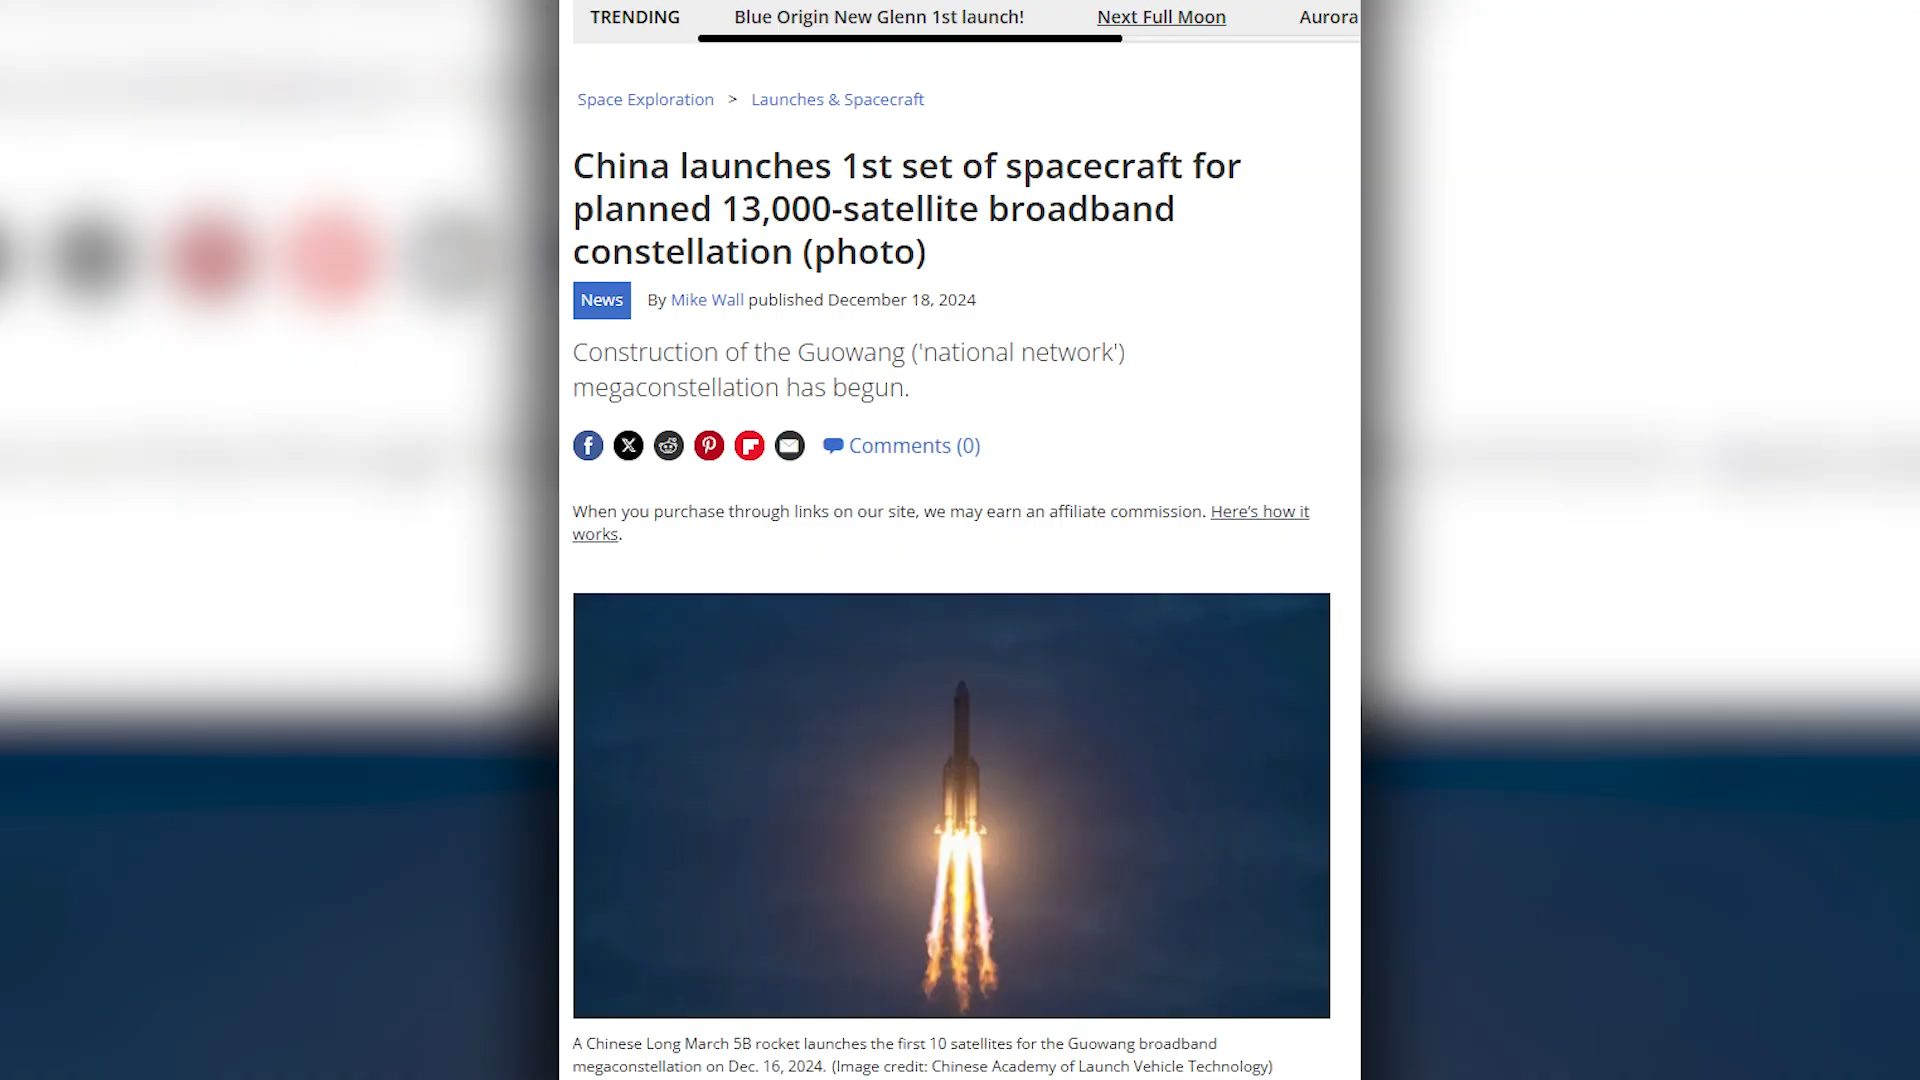 TRENDING Blue Origin New Glenn 1st launch! Next Full Moon Aurora
Space Exploration > Launches & Spacecraft
China launches 1st set of spacecraft for
planned 13,000-satellite broadband
constellation (photo)
News By Mike Wall published December 18, 2024
Construction of the Guowang ('national network')
megaconstellation has begun.
Comments (0)
When you purchase through links on our site, we may earn an affiliate commission. Here’s how it
works.
A Chinese Long March 5B rocket launches the first 10 satellites for the Guowang broadband
megaconstellation on Dec. 16, 2024. (Image credit: Chinese Academy of Launch Vehicle Technology)